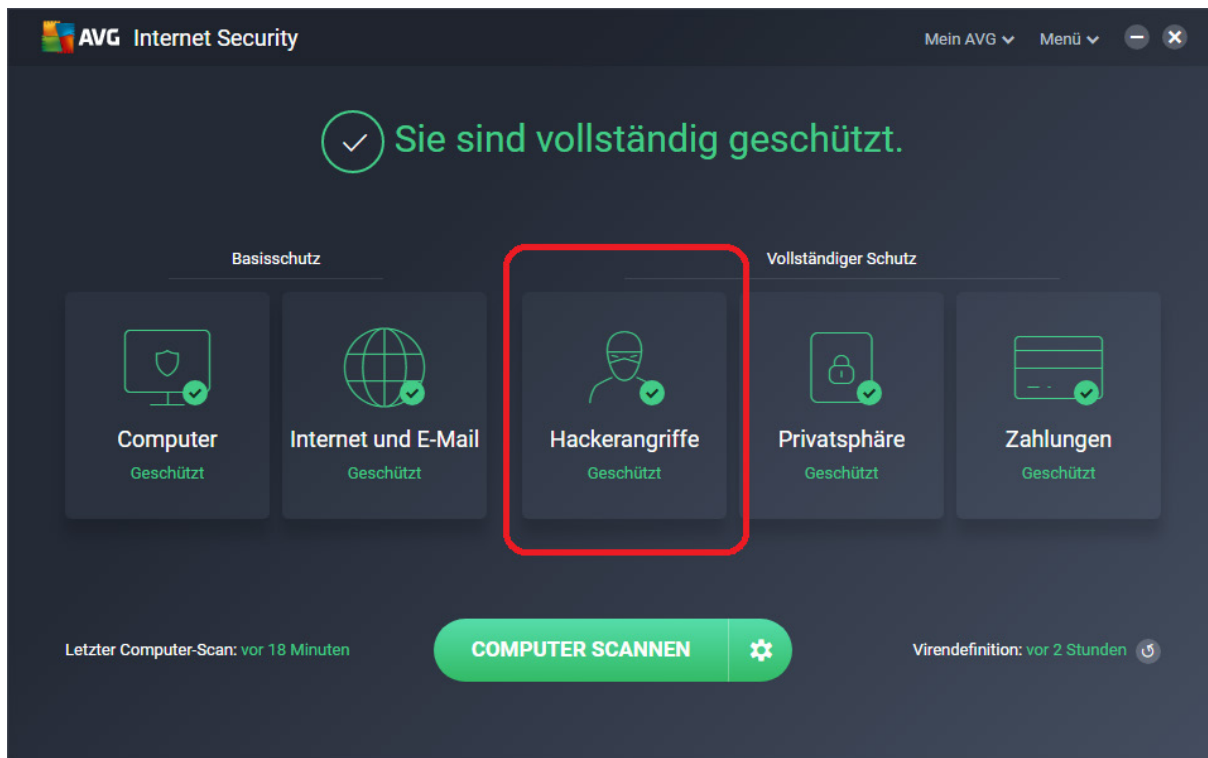 AVG Internet Security
Mein AVG Menü
Sie sind vollständig geschützt.
Basisschutz
Vollständiger Schutz
Computer
Geschützt
Internet und E-Mail
Geschützt
Hackerangriffe
Geschützt
Privatsphäre
Geschützt
Zahlungen
Geschützt
Letzter Computer-Scan: vor 18 Minuten
COMPUTER SCANNEN
Virendefinition: vor 2 Stunden